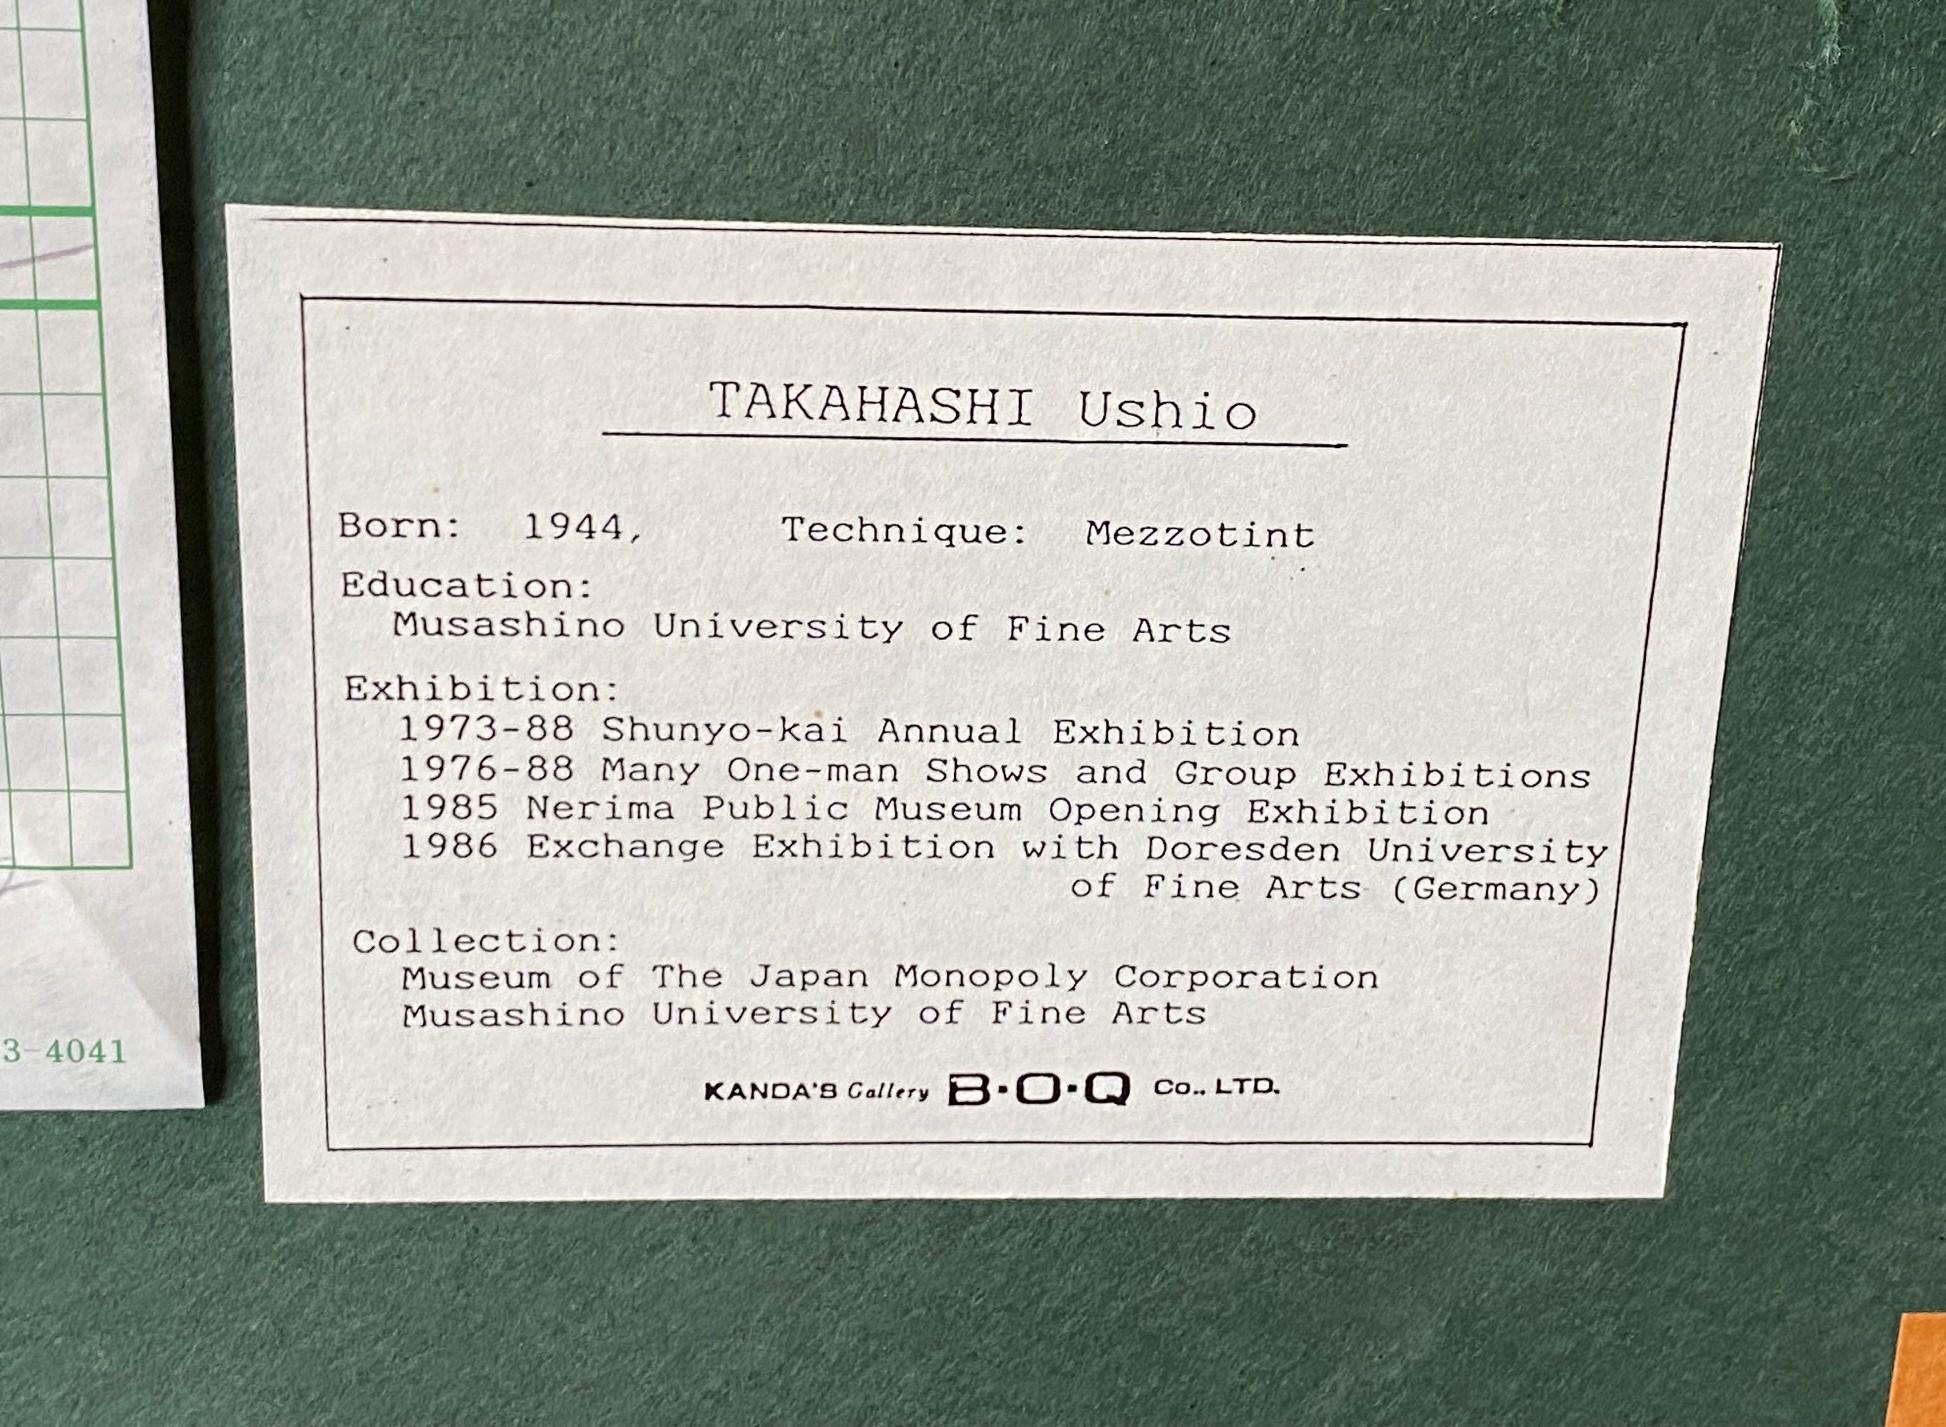 TAKAHASHI Ushio
Born: 1944, Technique: Mezzotint
Education:
Musashino University of Fine Arts
Exhibition:
1973-88 Shunyo-kai Annual Exhibition
1976-88 Many One-man Shows and Group Exhibitions
1985 Nerima Public Museum Opening Exhibition
1986 Exchange Exhibition with Doresden University
of Fine Arts (Germany)
Collection:
Museum of The Japan Monopoly Corporation
Musashino University of Fine Arts
KANDA'S Gallery B·O·Q CO.. LTD.
3-4041